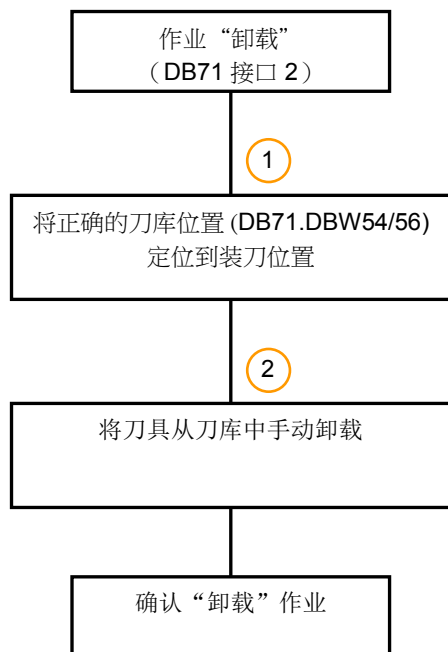 作业“卸载”
（DB71 接口 2）
1
将正确的刀库位置(DB71.DBW54/56)
定位到装刀位置
2
将刀具从刀库中手动卸载
确认“卸载”作业